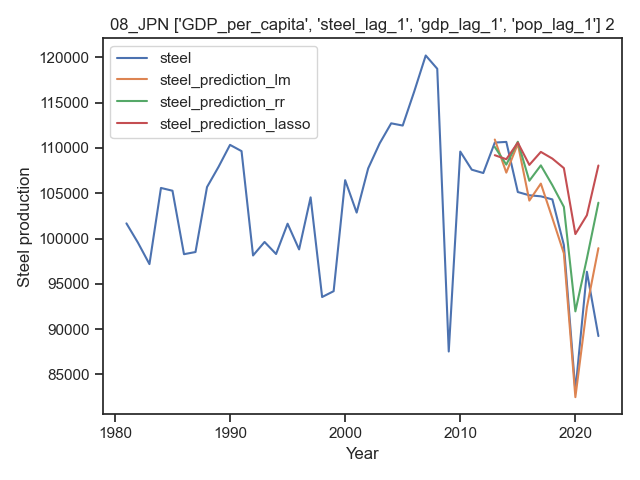 08_JPN ['GDP_per_capita', 'steel_lag_1', 'gdp_lag_1', 'pop_lag_1'] 2
steel
steel_prediction_lm
steel_prediction_rr
steel_prediction_lasso
120000
115000
110000
105000
100000
95000
90000
85000
Steel production
1980 1990 2000 2010 2020
Year